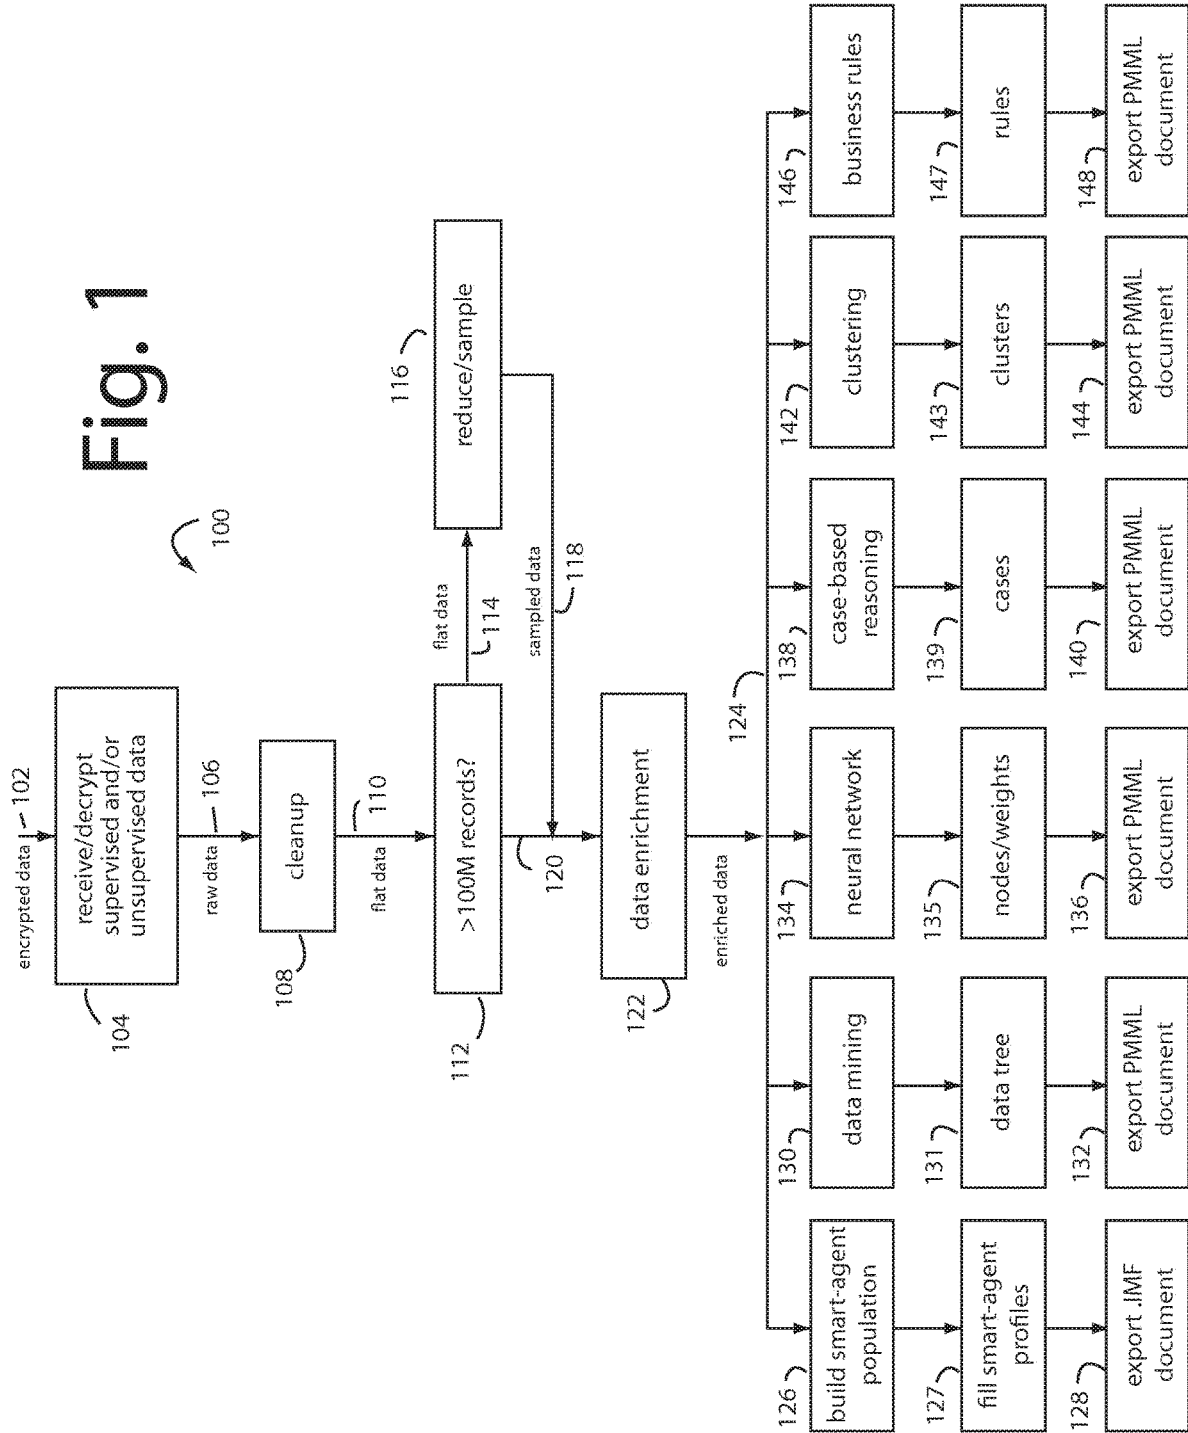 Fig. 1
100
encrypted data
102
receive/decrypt
supervised and/or
unsupervised data
104
raw data
106
cleanup
108
flat data
110
>100M records?
112
flat data
114
reduce/sample
116
sampled data
118
120
data enrichment
122
enriched data
124
126
build smart-agent
population
127
fill smart-agent
profiles
128
export .IMF
document
130
data mining
131
data tree
132
export PMML
document
134
neural network
135
nodes/weights
136
export PMML
document
138
case-based
reasoning
139
cases
140
export PMML
document
142
clustering
143
clusters
144
export PMML
document
146
business rules
147
rules
148
export PMML
document